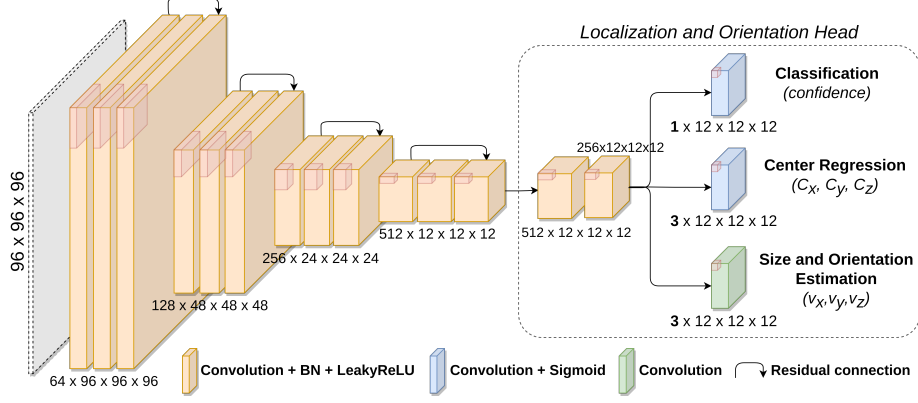 Localization and Orientation Head
96 x 96 x 96
64 x 96 x 96 x 96
128 x 48 x 48 x 48
256 x 24 x 24 x 24
512 x 12 x 12 x 12
512 x 12 x 12 x 12
256x12x12x12
Classification
(confidence)
1 x 12 x 12 x 12
Center Regression
(Cx, Cy, Cz)
3 x 12 x 12 x 12
Size and Orientation
Estimation
(vx,vy,vz)
3 x 12 x 12 x 12
Convolution + BN + LeakyReLU
Convolution + Sigmoid
Convolution
Residual connection